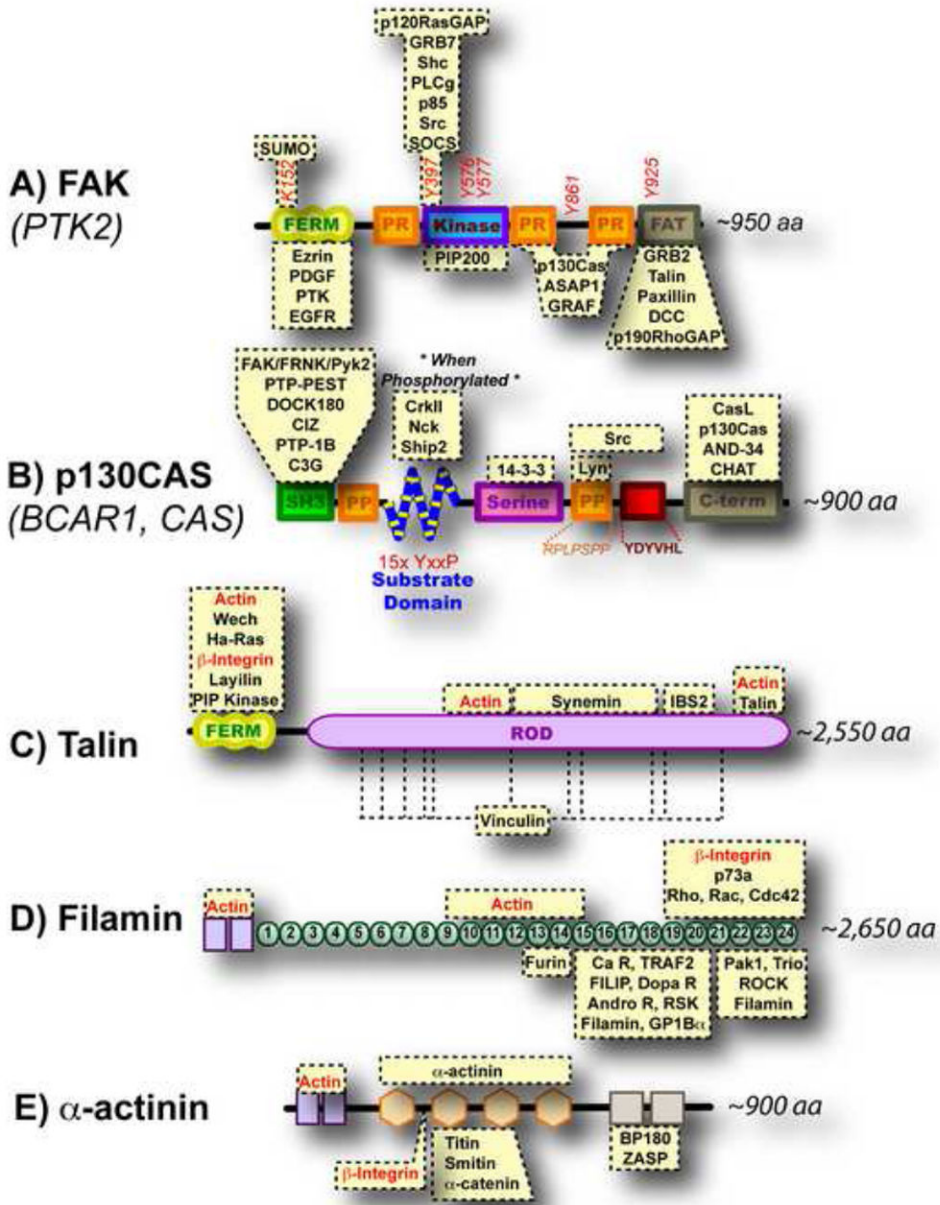 p120RasGAP
GRB7
Shc
PLCg
p85
Src
SOCS
SUMO
K152
Y397
Y576
Y577
Y861
Y925
A) FAK
(PTK2)
FERM
PR
Kinase
PR
PR
FAT
~950 aa
Ezrin
PDGF
PTK
EGFR
PIP200
p130Cas
ASAP1
GRAF
GRB2
Talin
Paxillin
DCC
p190RhoGAP
FAK/FRNK/Pyk2
PTP-PEST
DOCK180
CIZ
PTP-1B
C3G
* When
Phosphorylated *
CrkII
Nck
Ship2
14-3-3
Src
Lyn
CasL
p130Cas
AND-34
CHAT
B) p130CAS
(BCAR1, CAS)
SH3
PP
Serine
PP
C-term
~900 aa
15x YxxP
Substrate
Domain
RPLPSPP
YDYVHL
Actin
Wech
Ha-Ras
β-Integrin
Layilin
PIP Kinase
Actin
Synemin
IBS2
Actin
Talin
C) Talin
FERM
ROD
~2,550 aa
Vinculin
β-Integrin
p73a
Rho, Rac, Cdc42
D) Filamin
Actin
Actin
1 2 3 4 5 6 7 8 9 10 11 12 13 14 15 16 17 18 19 20 21 22 23 24
~2,650 aa
Furin
Ca R, TRAF2
FILIP, Dopa R
Andro R, RSK
Filamin, GP1Bα
Pak1, Trio
ROCK
Filamin
E) α-actinin
Actin
α-actinin
~900 aa
β-Integrin
Titin
Smitin
α-catenin
BP180
ZASP